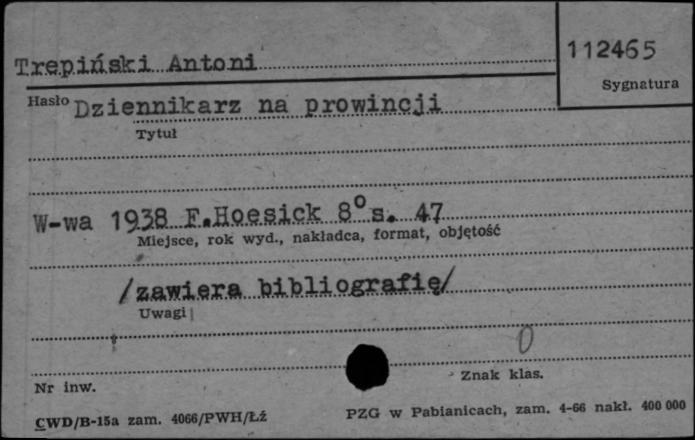 Trepiński Antoni
112465
Sygnatura
Hasło Dziennikarz na prowincji
Tytuł
W-wa 1938 F.Hoesick 8° s. 47
Miejsce, rok wyd., nakładca, format, objętość
/zawiera bibliografię/
Uwagi
0
Nr inw.
Znak klas.
CWD/B-15a zam. 4066/PWH/Łź
PZG w Pabianicach, zam. 4-66 nakł. 400 000